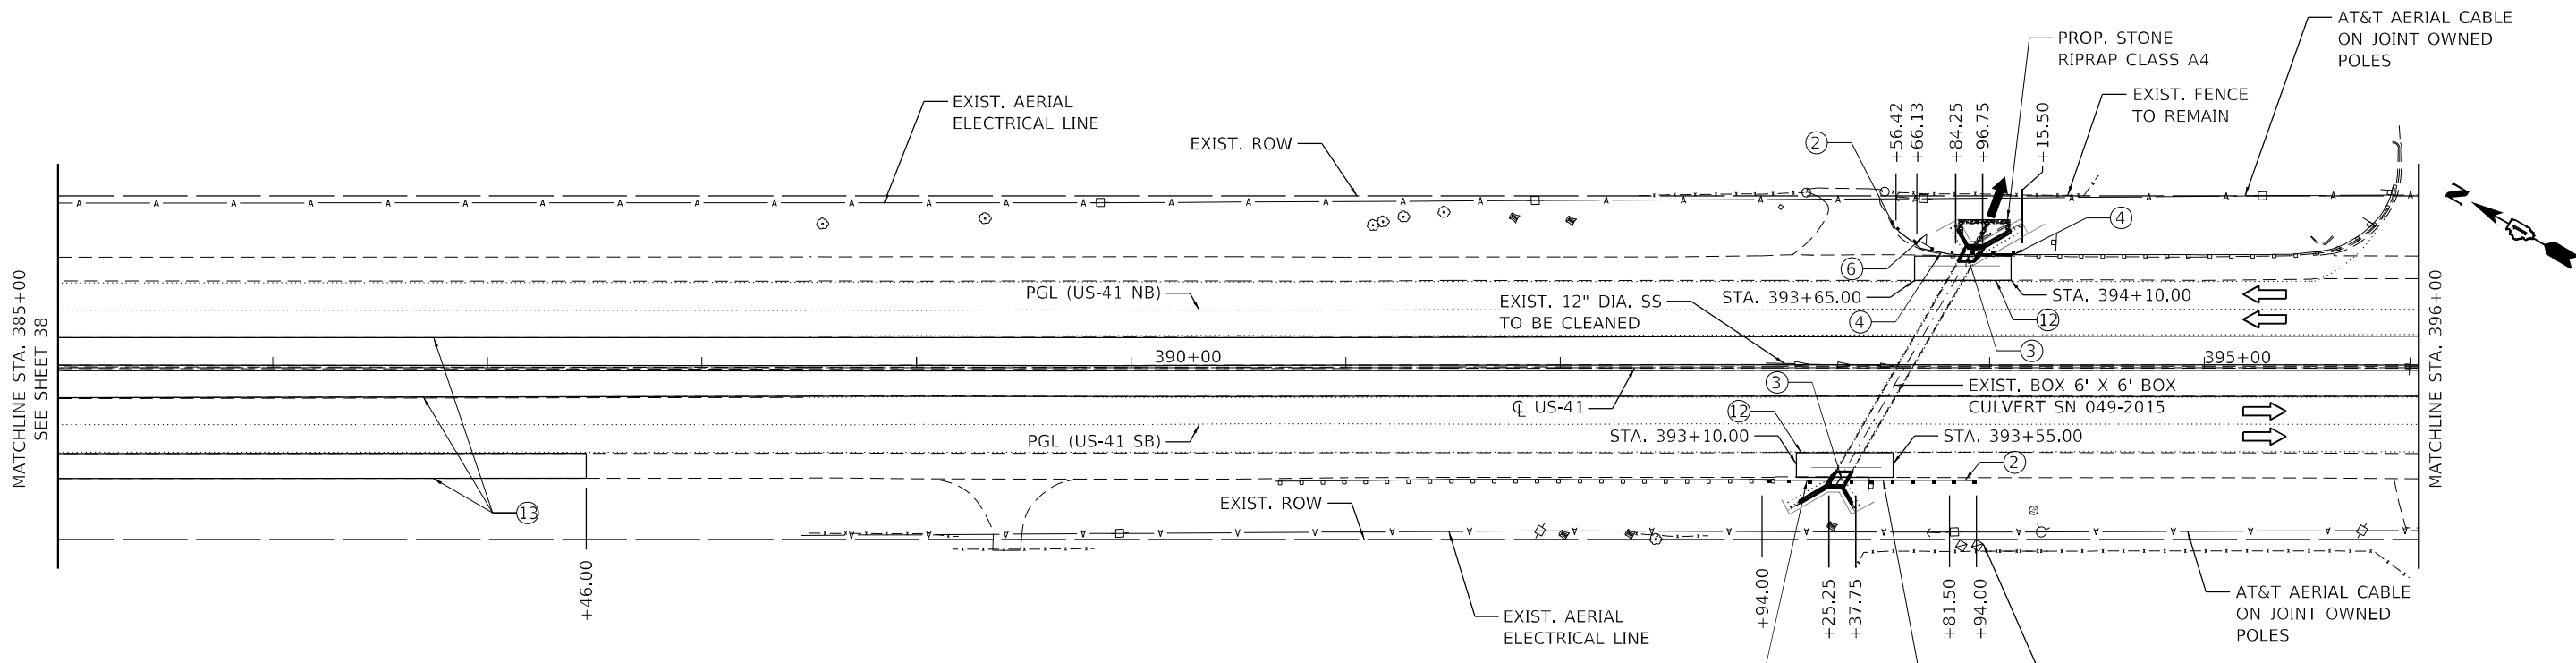 AT&T AERIAL CABLE
ON JOINT OWNED
POLES
PROP. STONE
RIPRAP CLASS A4
EXIST. FENCE
TO REMAIN
EXIST. AERIAL
ELECTRICAL LINE
EXIST. ROW
2
+56.42
+66.13
+84.25
+96.75
+15.50
4
6
N
MATCHLINE STA. 385+00
SEE SHEET 38
PGL (US-41 NB)
EXIST. 12" DIA. SS
TO BE CLEANED
STA. 393+65.00
STA. 394+10.00
4
12
3
390+00
395+00
MATCHLINE STA. 396+00
3
℄ US-41
EXIST. BOX 6' X 6' BOX
CULVERT SN 049-2015
12
PGL (US-41 SB)
STA. 393+10.00
STA. 393+55.00
2
13
EXIST. ROW
+46.00
+94.00
+25.25
+37.75
+81.50
+94.00
EXIST. AERIAL
ELECTRICAL LINE
AT&T AERIAL CABLE
ON JOINT OWNED
POLES